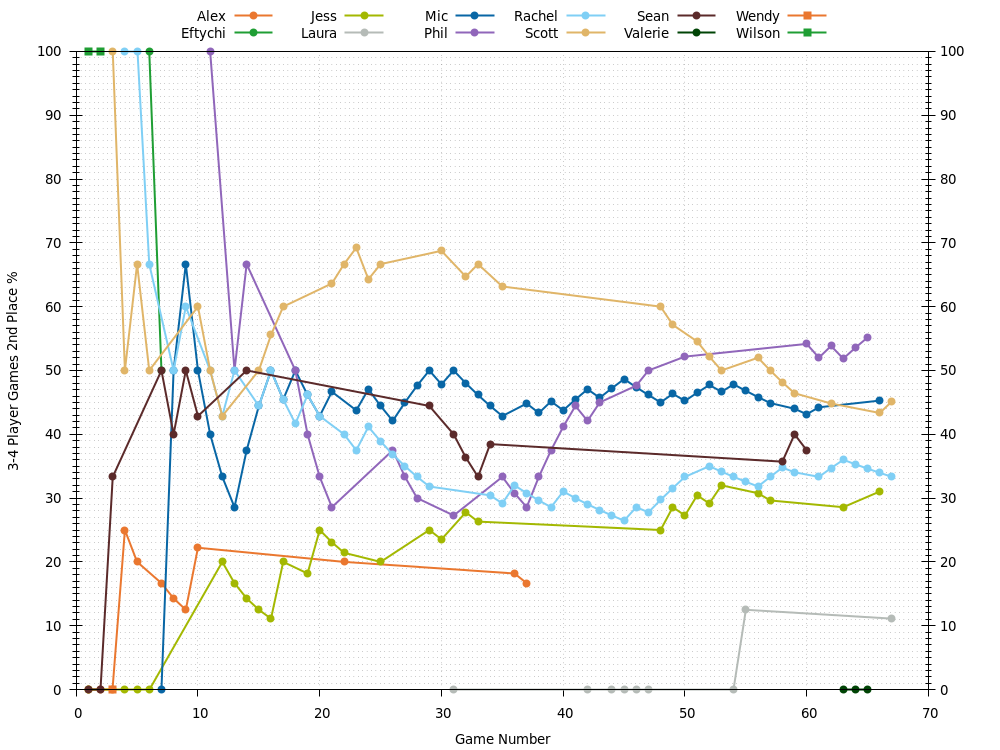 Alex Jess Mic Rachel Sean Wendy
Eftychi Laura Phil Scott Valerie Wilson
100 100
90 90
80 80
70 70
60 60
50 50
40 40
30 30
20 20
10 10
0 0
0 10 20 30 40 50 60 70
3-4 Player Games 2nd Place %
Game Number